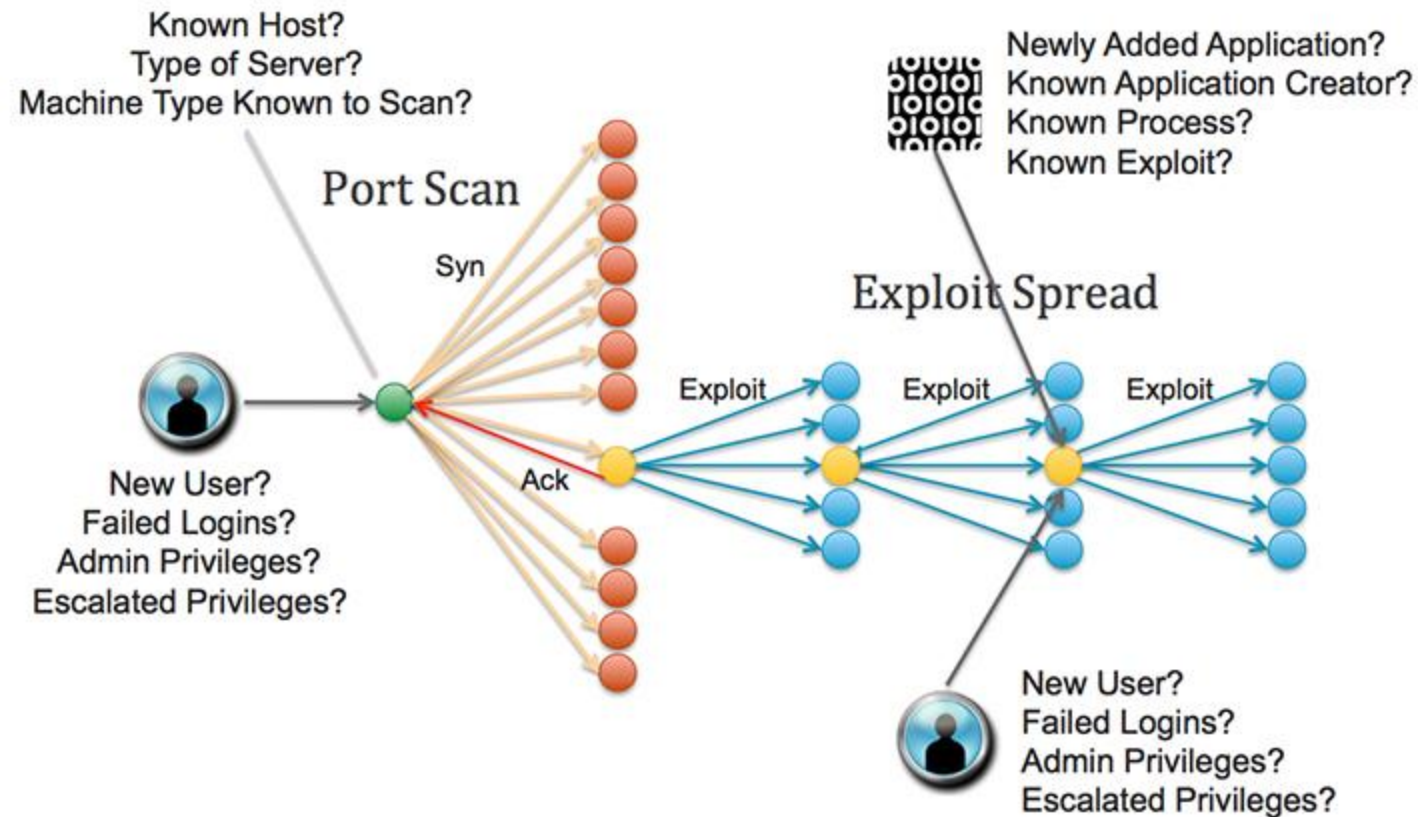 Known Host?
Type of Server?
Machine Type Known to Scan?
Port Scan
Syn
Ack
New User?
Failed Logins?
Admin Privileges?
Escalated Privileges?
Newly Added Application?
Known Application Creator?
Known Process?
Known Exploit?
Exploit Spread
Exploit
Exploit
Exploit
New User?
Failed Logins?
Admin Privileges?
Escalated Privileges?